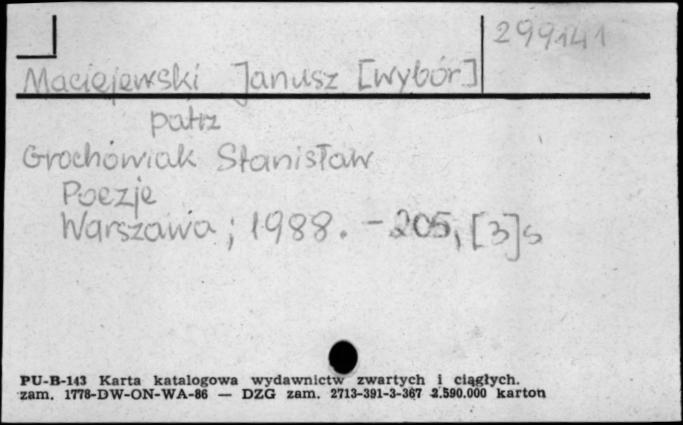 299141
Maciejewski Janusz [wybór]
patrz
Grochowiak Stanisław
Poezje
Warszawa ; 1988. - 205, [3] s
PU-B-143 Karta katalogowa wydawnictw zwartych i ciągłych.
zam. 1778-DW-ON-WA-86 — DZG zam. 2713-391-3-367 2.590.000 karton